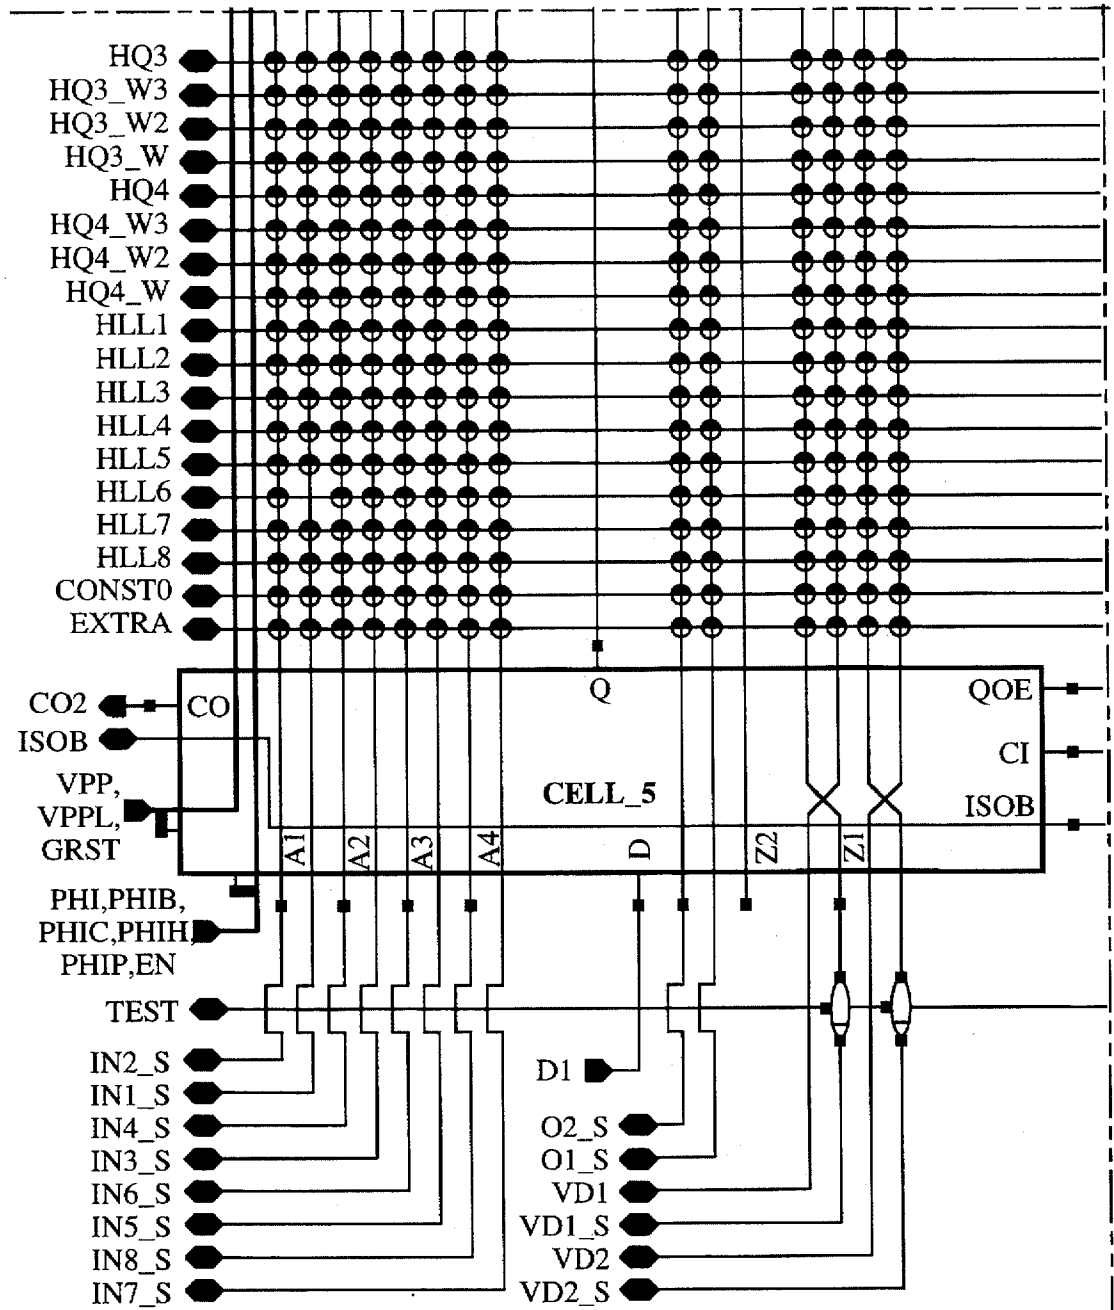 HQ3
HQ3_W3
HQ3_W2
HQ3_W
HQ4
HQ4_W3
HQ4_W2
HQ4_W
HLL1
HLL2
HLL3
HLL4
HLL5
HLL6
HLL7
HLL8
CONST0
EXTRA
Q
QOE
CO2
CO
ISOB
CI
VPP,
VPPL,
GRST
CELL_5
ISOB
A1
A2
A3
A4
D
Z2
Z1
PHI,PHIB,
PHIC,PHIH,
PHIP,EN
TEST
IN2_S
IN1_S
IN4_S
IN3_S
IN6_S
IN5_S
IN8_S
IN7_S
D1
O2_S
O1_S
VD1
VD1_S
VD2
VD2_S